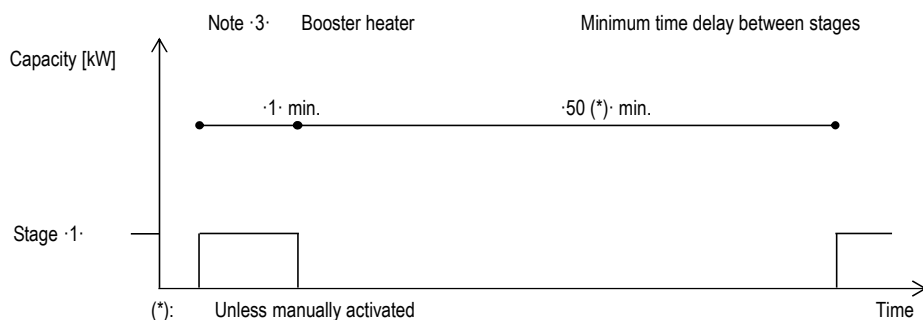 Note ·3· Booster heater Minimum time delay between stages
Capacity [kW]
·1· min. ·50 (*)· min.
Stage ·1·
(*): Unless manually activated Time